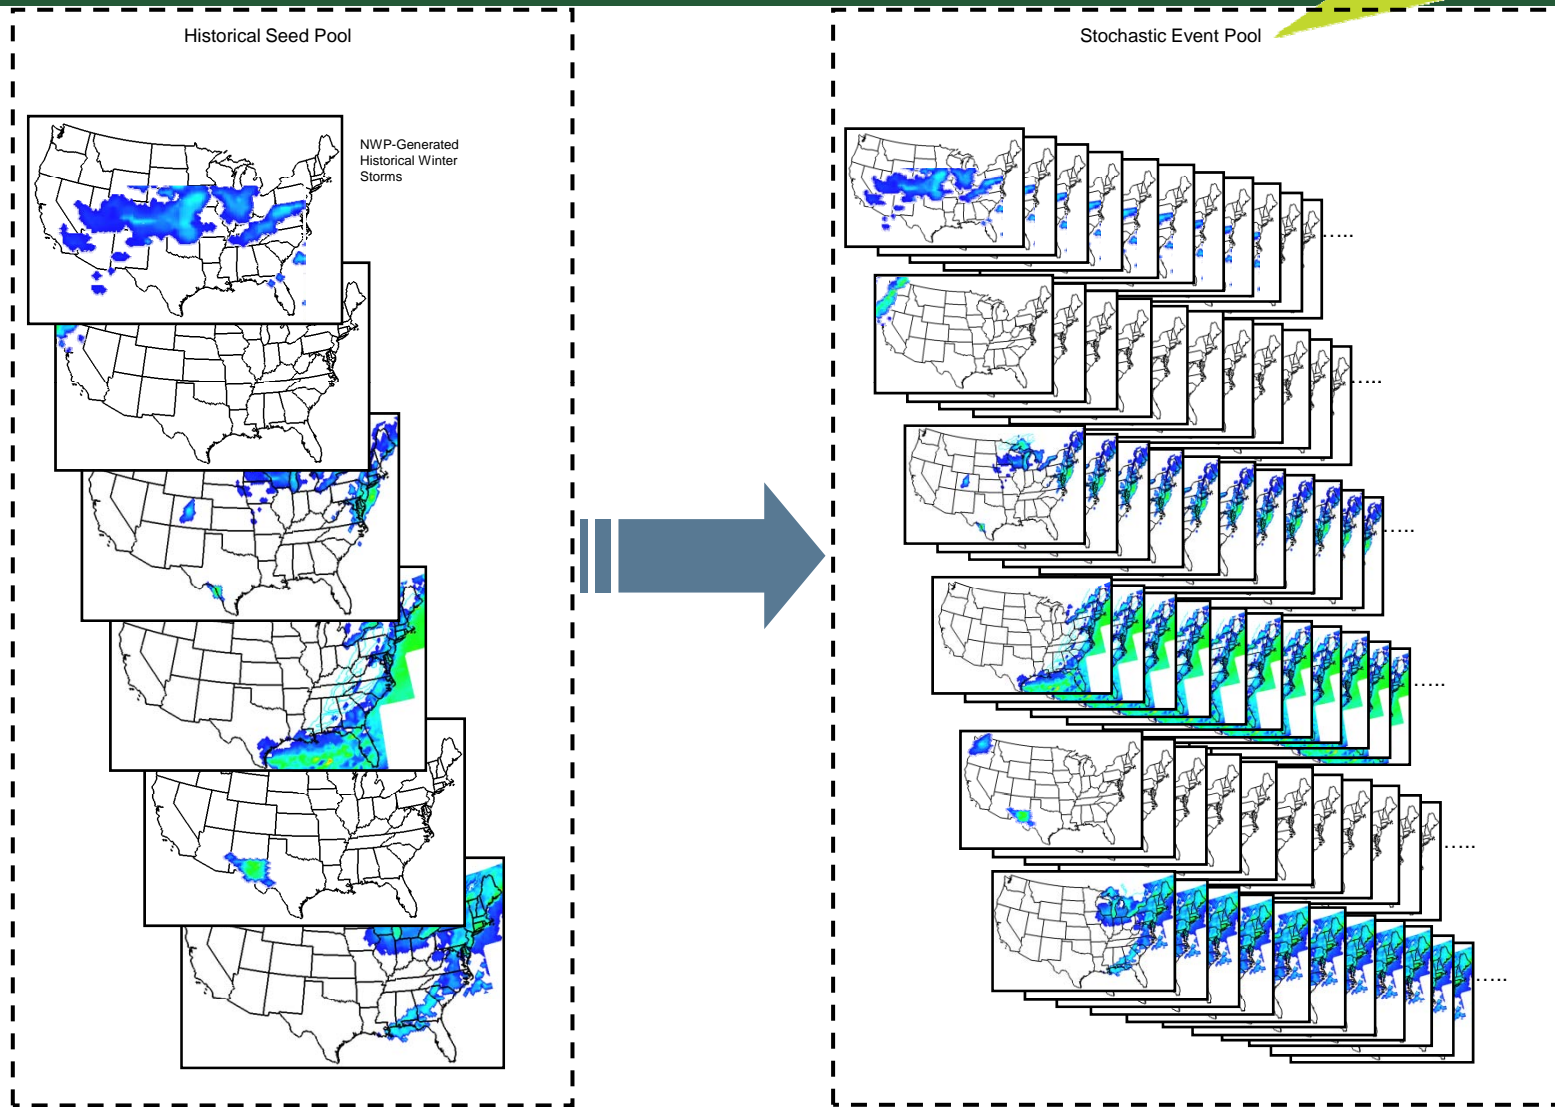 Historical Seed Pool
Stochastic Event Pool
NWP-Generated
Historical Winter
Storms
.....
.....
.....
.....
.....
.....